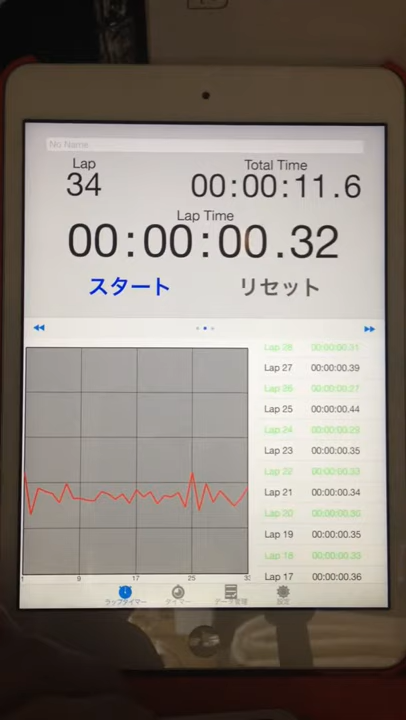 No Name
Lap
Total Time
34
00:00:11.6
Lap Time
00:00:00.32
スタート
リセット
Lap 28 00:00:00.31
Lap 27 00:00:00.39
Lap 26 00:00:00.27
Lap 25 00:00:00.44
Lap 24 00:00:00.29
Lap 23 00:00:00.35
Lap 22 00:00:00.33
Lap 21 00:00:00.34
Lap 20 00:00:00.30
Lap 19 00:00:00.35
Lap 18 00:00:00.33
Lap 17 00:00:00.36
1 9 17 25
ラップタイマー
タイマー
データ管理
設定